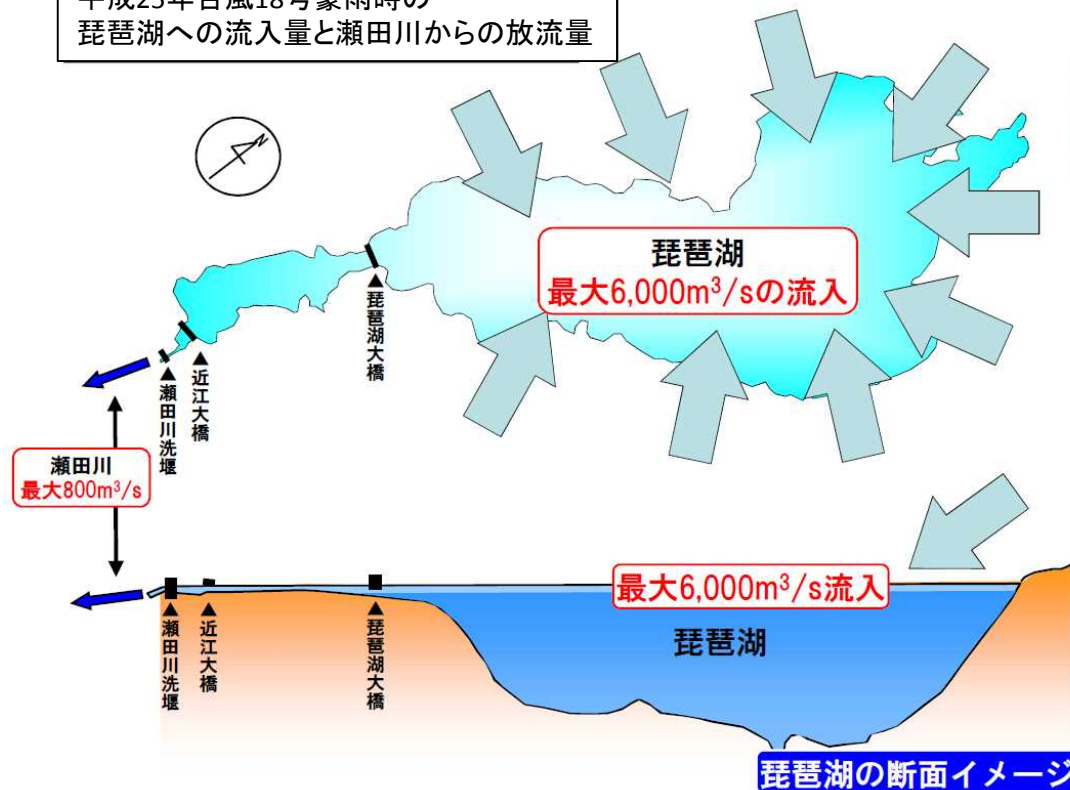 平成25年台風18号豪雨時の
琵琶湖への流入量と瀬田川からの放流量
琵琶湖
最大6,000m³/sの流入
▲琵琶湖大橋
▲近江大橋
▲瀬田川洗堰
瀬田川
最大800m³/s
最大6,000m³/s流入
琵琶湖
▲瀬田川洗堰
▲近江大橋
▲琵琶湖大橋
琵琶湖の断面イメージ